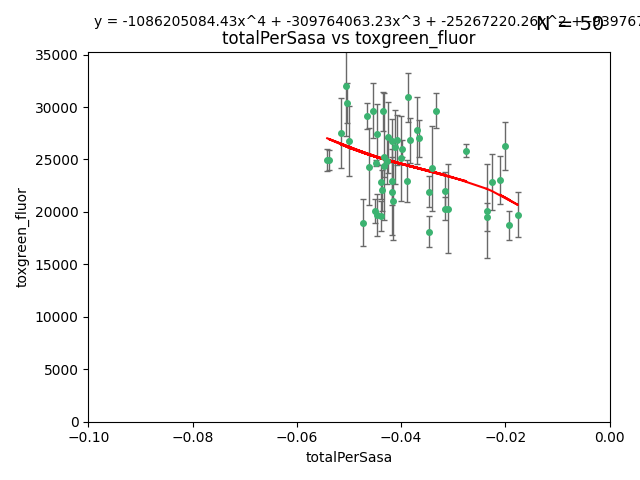 y = -1086205084.43x^4 + -309764063.23x^3 + -25267220.26x^2 +
N = 50
totalPerSasa vs toxgreen_fluor
35000
30000
25000
20000
15000
10000
5000
0
toxgreen_fluor
−0.10 −0.08 −0.06 −0.04 −0.02 0.00
totalPerSasa